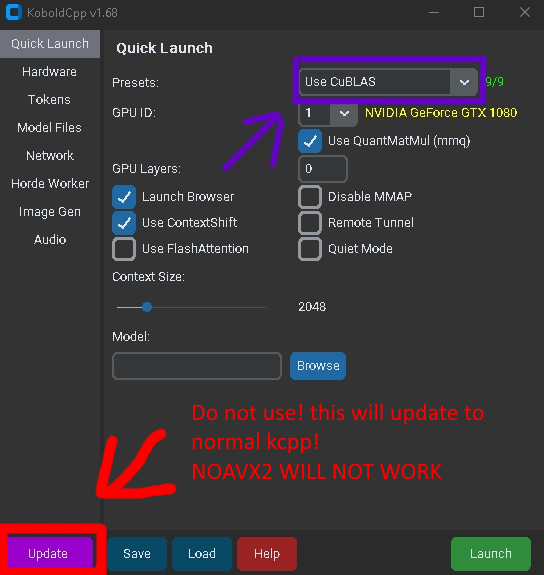 KoboldCpp v1.68
Quick Launch
Hardware
Tokens
Model Files
Network
Horde Worker
Image Gen
Audio
Quick Launch
Presets:
Use CuBLAS
9/9
GPU ID:
1
NVIDIA GeForce GTX 1080
Use QuantMatMul (mmq)
GPU Layers:
0
Launch Browser
Disable MMAP
Use ContextShift
Remote Tunnel
Use FlashAttention
Quiet Mode
Context Size:
2048
Model:
Browse
Do not use! this will update to
normal kcpp!
NOAVX2 WILL NOT WORK
Update
Save
Load
Help
Launch